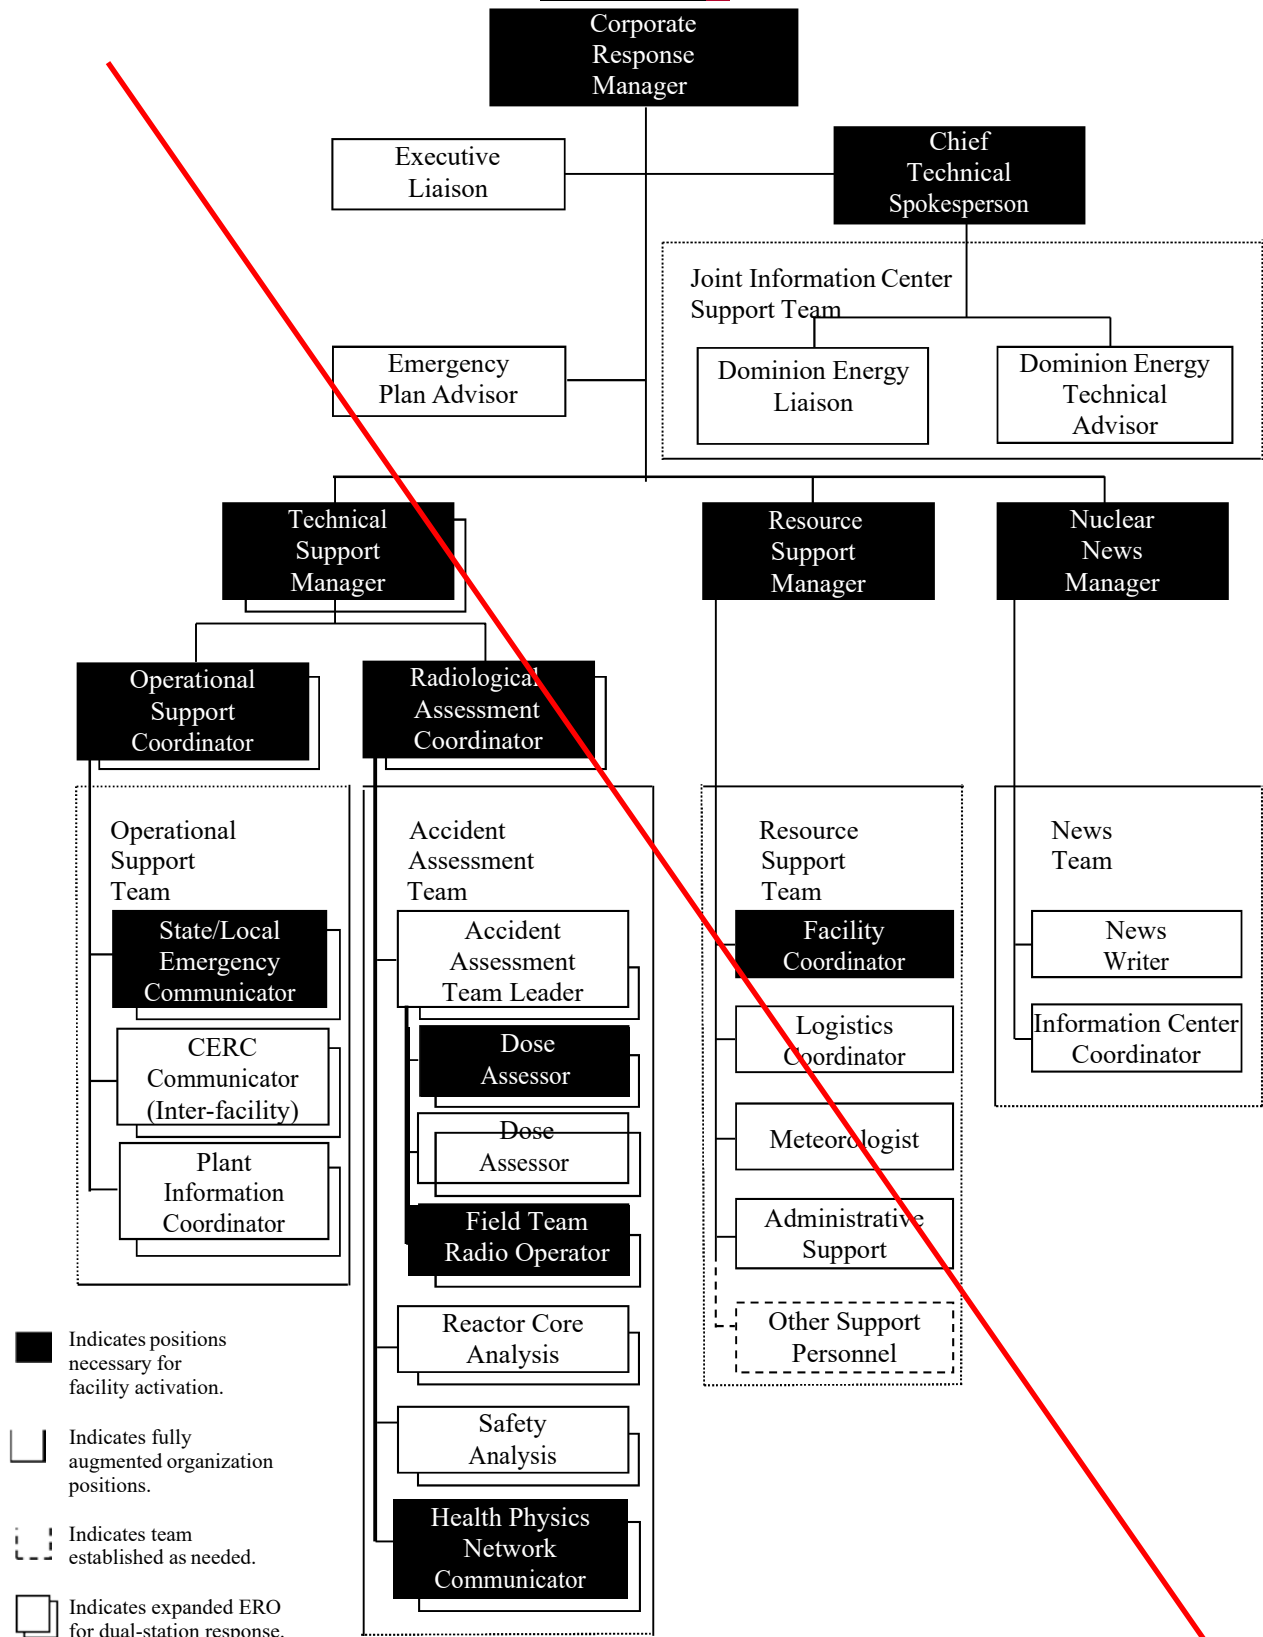 Corporate
Response
Manager
Executive
Liaison
Chief
Technical
Spokesperson
Joint Information Center
Support Team
Emergency
Plan Advisor
Dominion Energy
Liaison
Dominion Energy
Technical
Advisor
Technical
Support
Manager
Resource
Support
Manager
Nuclear
News
Manager
Operational
Support
Coordinator
Radiological
Assessment
Coordinator
Operational
Support
Team
State/Local
Emergency
Communicator
CERC
Communicator
(Inter-facility)
Plant
Information
Coordinator
Accident
Assessment
Team
Accident
Assessment
Team Leader
Dose
Assessor
Dose
Assessor
Field Team
Radio Operator
Reactor Core
Analysis
Safety
Analysis
Health Physics
Network
Communicator
Resource
Support
Team
Facility
Coordinator
Logistics
Coordinator
Meteorologist
Administrative
Support
Other Support
Personnel
News
Team
News
Writer
Information Center
Coordinator
Indicates positions
necessary for
facility activation.
Indicates fully
augmented organization
positions.
Indicates team
established as needed.
Indicates expanded ERO
for dual-station response.